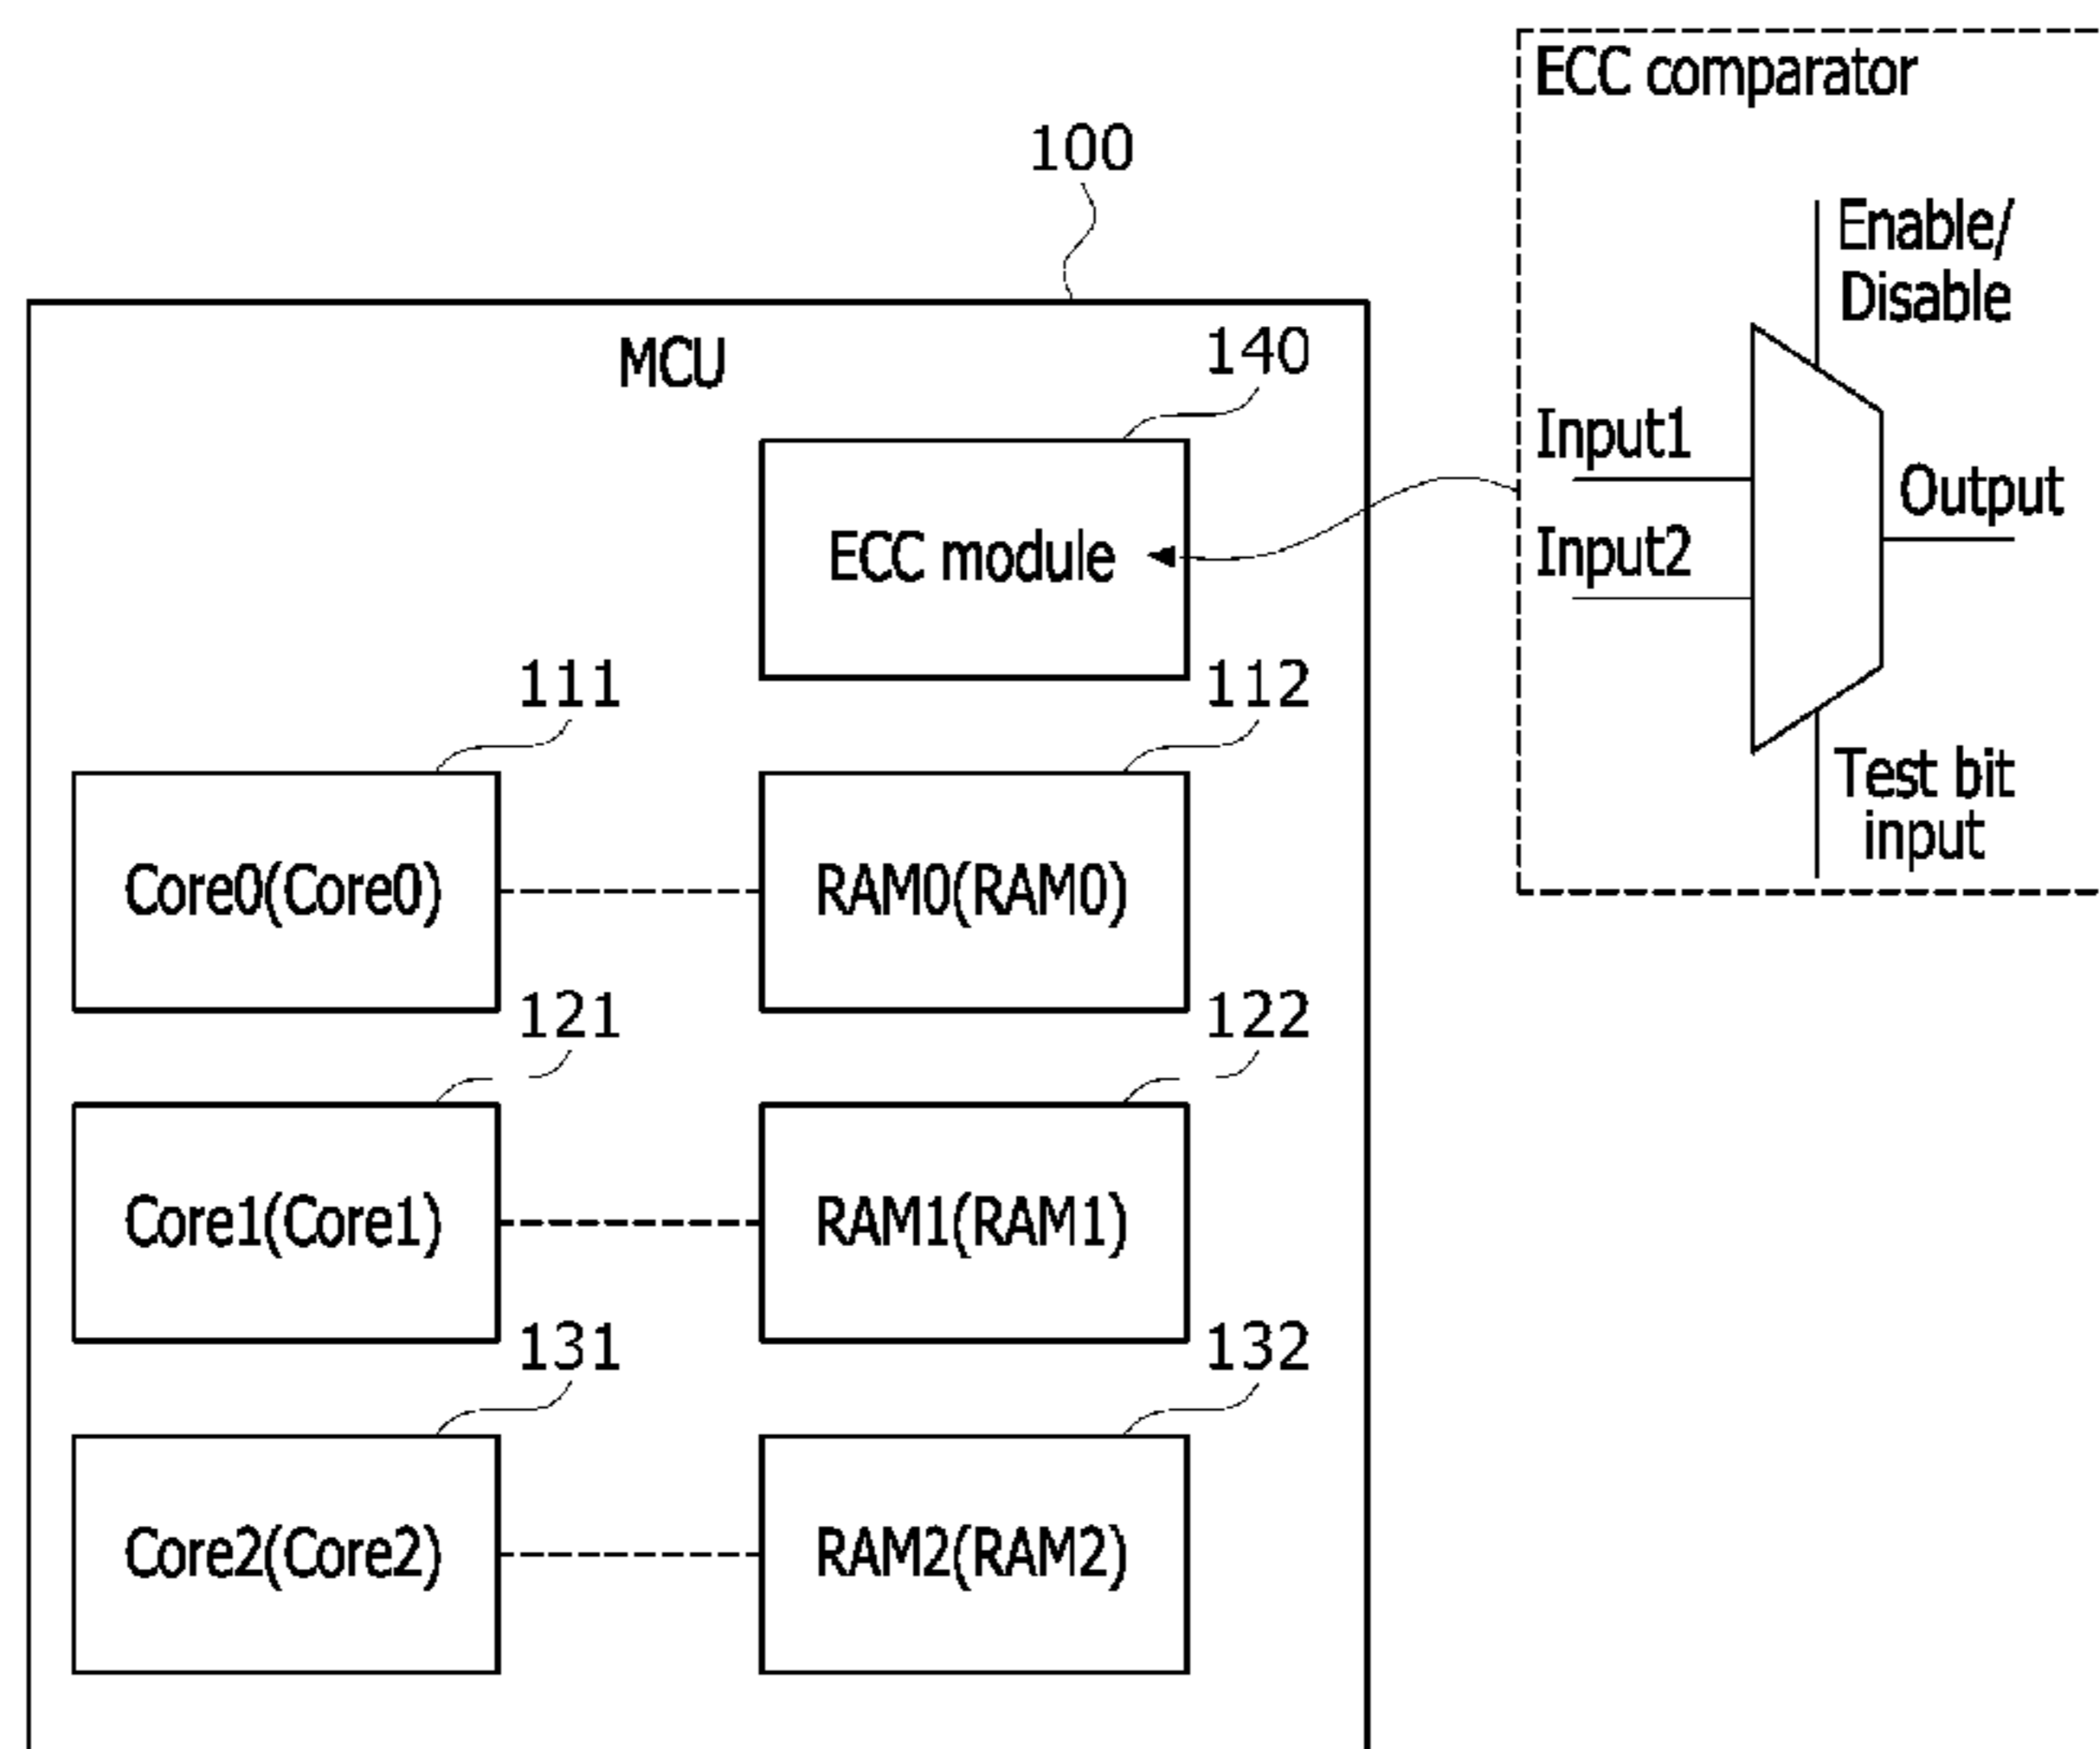 ECC comparator
100
Enable/
Disable
MCU
140
Input1
Output
ECC module
Input2
111
112
Test bit
input
Core0(Core0)
RAM0(RAM0)
121
122
Core1(Core1)
RAM1(RAM1)
131
132
Core2(Core2)
RAM2(RAM2)